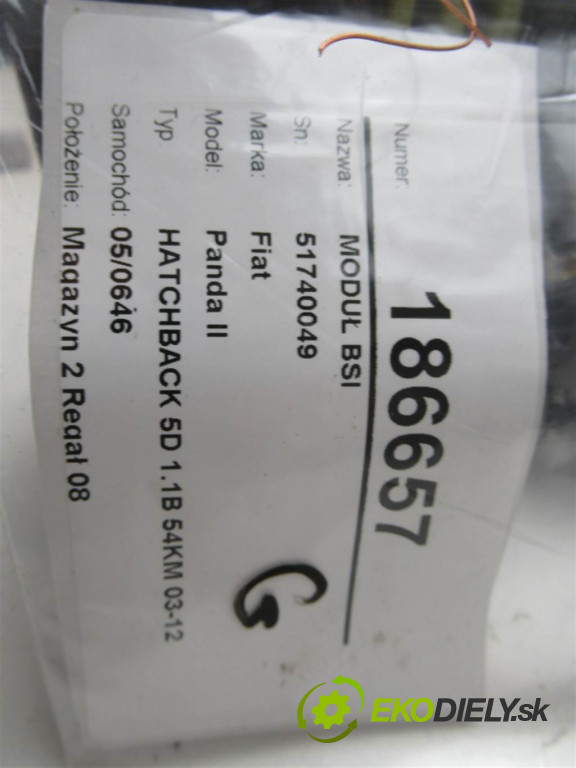 Numer: 186657
Nazwa: MODUŁ BSI
Sn: 51740049
Marka: Fiat
Model: Panda II
Typ HATCHBACK 5D 1.1B 54KM 03-12
Samochód: 05/0646
Położenie: Magazyn 2 Regał 08
G
EKODIELY.sk